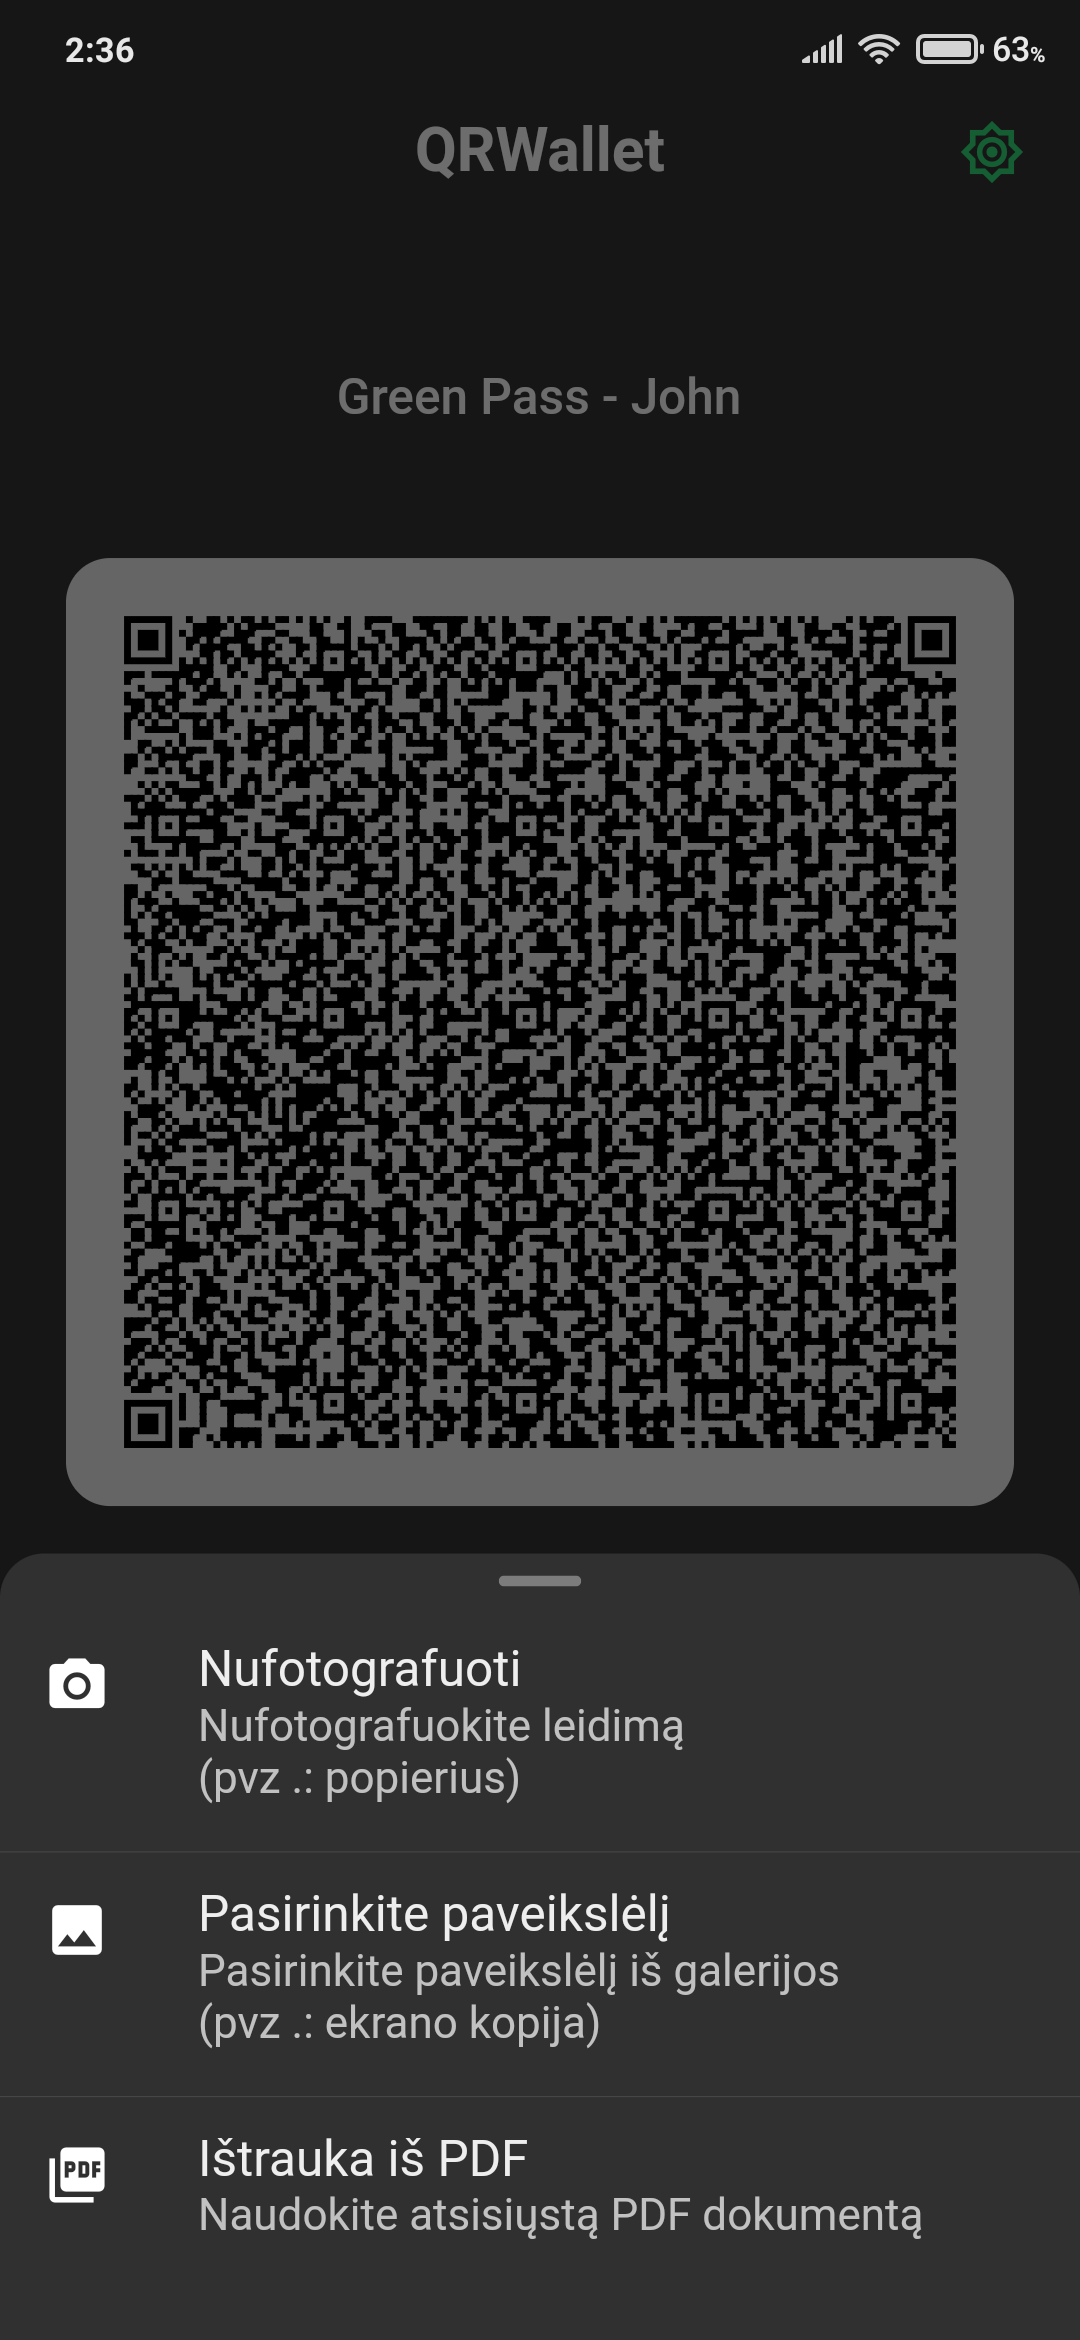 2:36
63%
QRWallet
Green Pass - John
Nufotografuoti
Nufotografuokite leidimą
(pvz .: popierius)
Pasirinkite paveikslėlį
Pasirinkite paveikslėlį iš galerijos
(pvz .: ekrano kopija)
PDF
Ištrauka iš PDF
Naudokite atsisiųstą PDF dokumentą